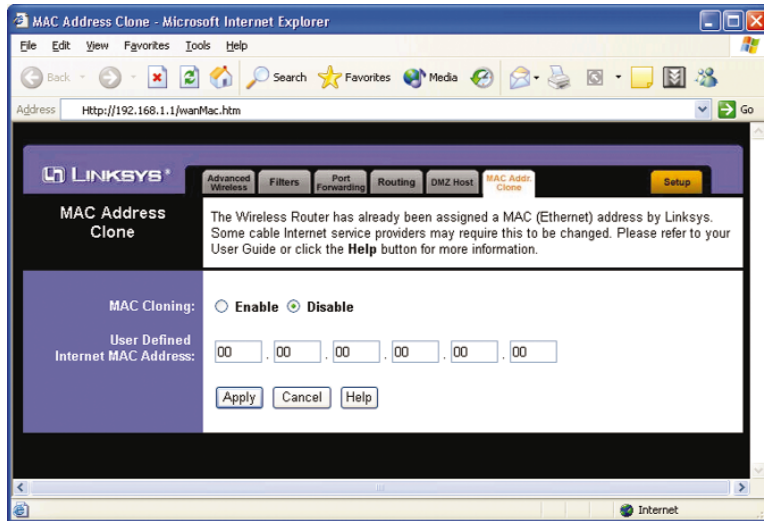 MAC Address Clone - Microsoft Internet Explorer
File Edit View Favorites Tools Help
Back Search Favorites Media
Address Http://192.168.1.1/wanMac.htm Go
LINKSYS®
Advanced Wireless
Filters
Port Forwarding
Routing
DMZ Host
MAC Addr. Clone
Setup
MAC Address
Clone
The Wireless Router has already been assigned a MAC (Ethernet) address by Linksys.
Some cable Internet service providers may require this to be changed. Please refer to your
User Guide or click the Help button for more information.
MAC Cloning: Enable Disable
User Defined
Internet MAC Address: 00 . 00 . 00 . 00 . 00 . 00
Apply Cancel Help
Internet